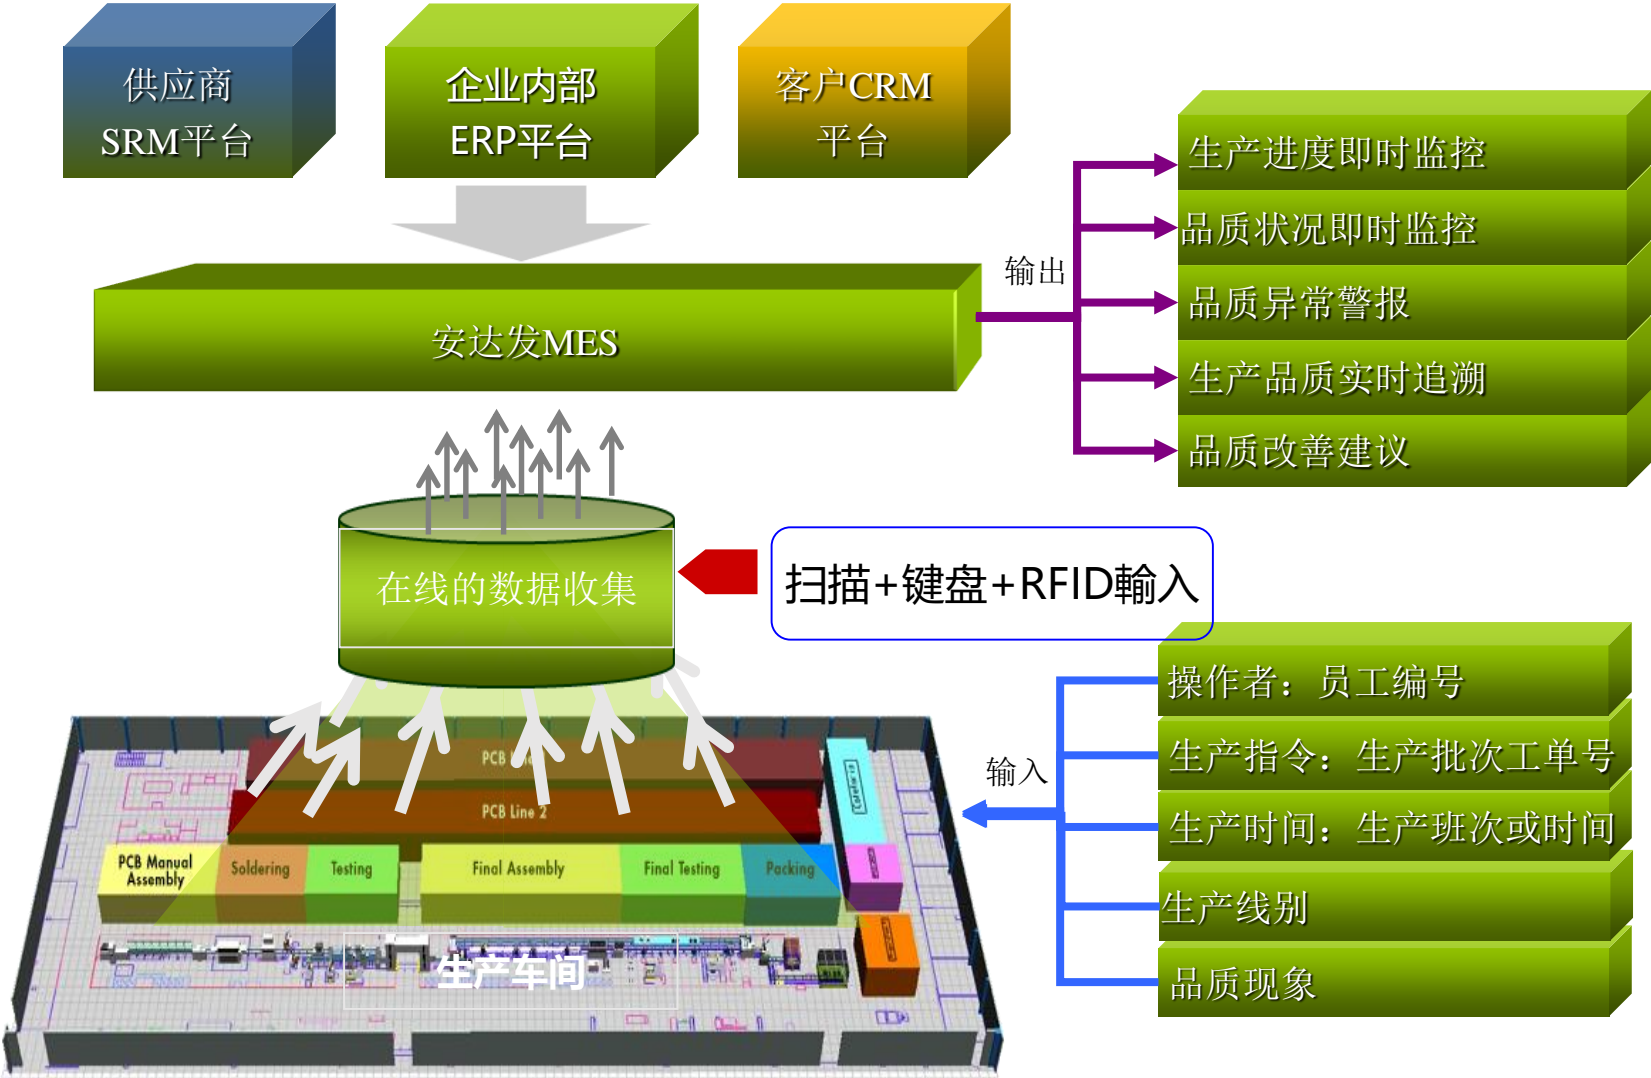 供应商
SRM平台
企业内部
ERP平台
客户CRM
平台
生产进度即时监控
品质状况即时监控
品质异常警报
生产品质实时追溯
品质改善建议
输出
安达发MES
在线的数据收集
扫描+键盘+RFID輸入
操作者：员工编号
生产指令：生产批次工单号
生产时间：生产班次或时间
生产线别
品质现象
输入
PCB
PCB Line 2
PCB Manual
Assembly
Soldering
Testing
Final Assembly
Final Testing
Packing
生产车间